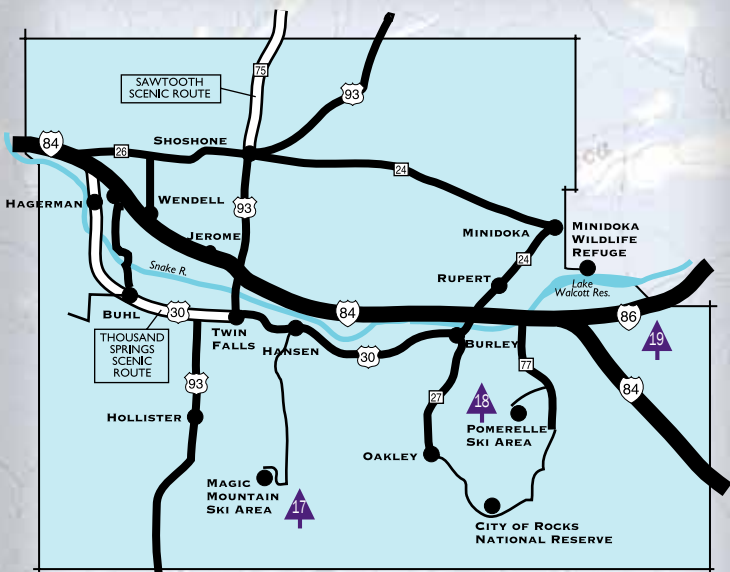 75
SAWTOOTH
SCENIC ROUTE
93
84
26
SHOSHONE
24
HAGERMAN
WENDELL
93
JEROME
MINIDOKA
MINIDOKA
WILDLIFE
REFUGE
24
Snake R.
RUPERT
Lake
Walcott Res.
BUHL
30
84
86
TWIN
FALLS
HANSEN
BURLEY
19
THOUSAND
SPRINGS
SCENIC
ROUTE
30
77
93
84
27
18
HOLLISTER
POMERELLE
SKI AREA
OAKLEY
MAGIC
MOUNTAIN
SKI AREA
17
CITY OF ROCKS
NATIONAL RESERVE